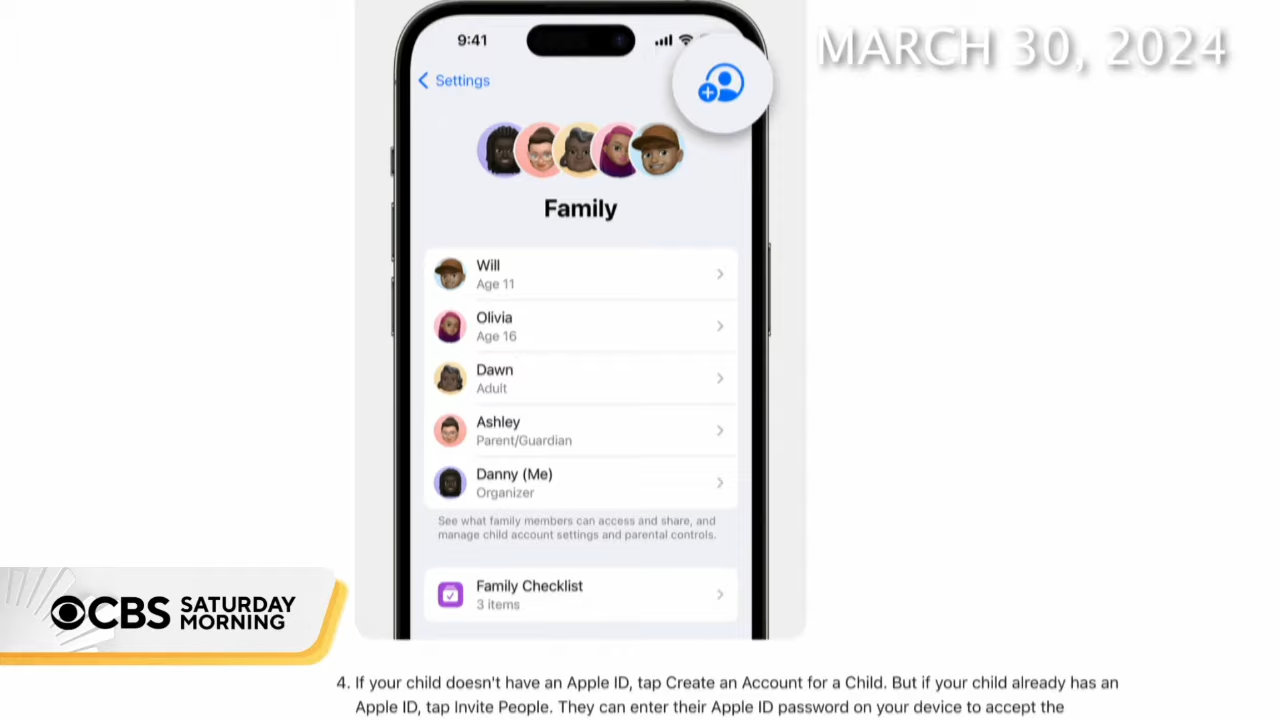 MARCH 30, 2024
9:41
Settings
Family
Will
Age 11
Olivia
Age 16
Dawn
Adult
Ashley
Parent/Guardian
Danny (Me)
Organizer
See what family members can access and share, and
manage child account settings and parental controls.
Family Checklist
3 items
CBS SATURDAY
MORNING
4. If your child doesn't have an Apple ID, tap Create an Account for a Child. But if your child already has an
Apple ID, tap Invite People. They can enter their Apple ID password on your device to accept the